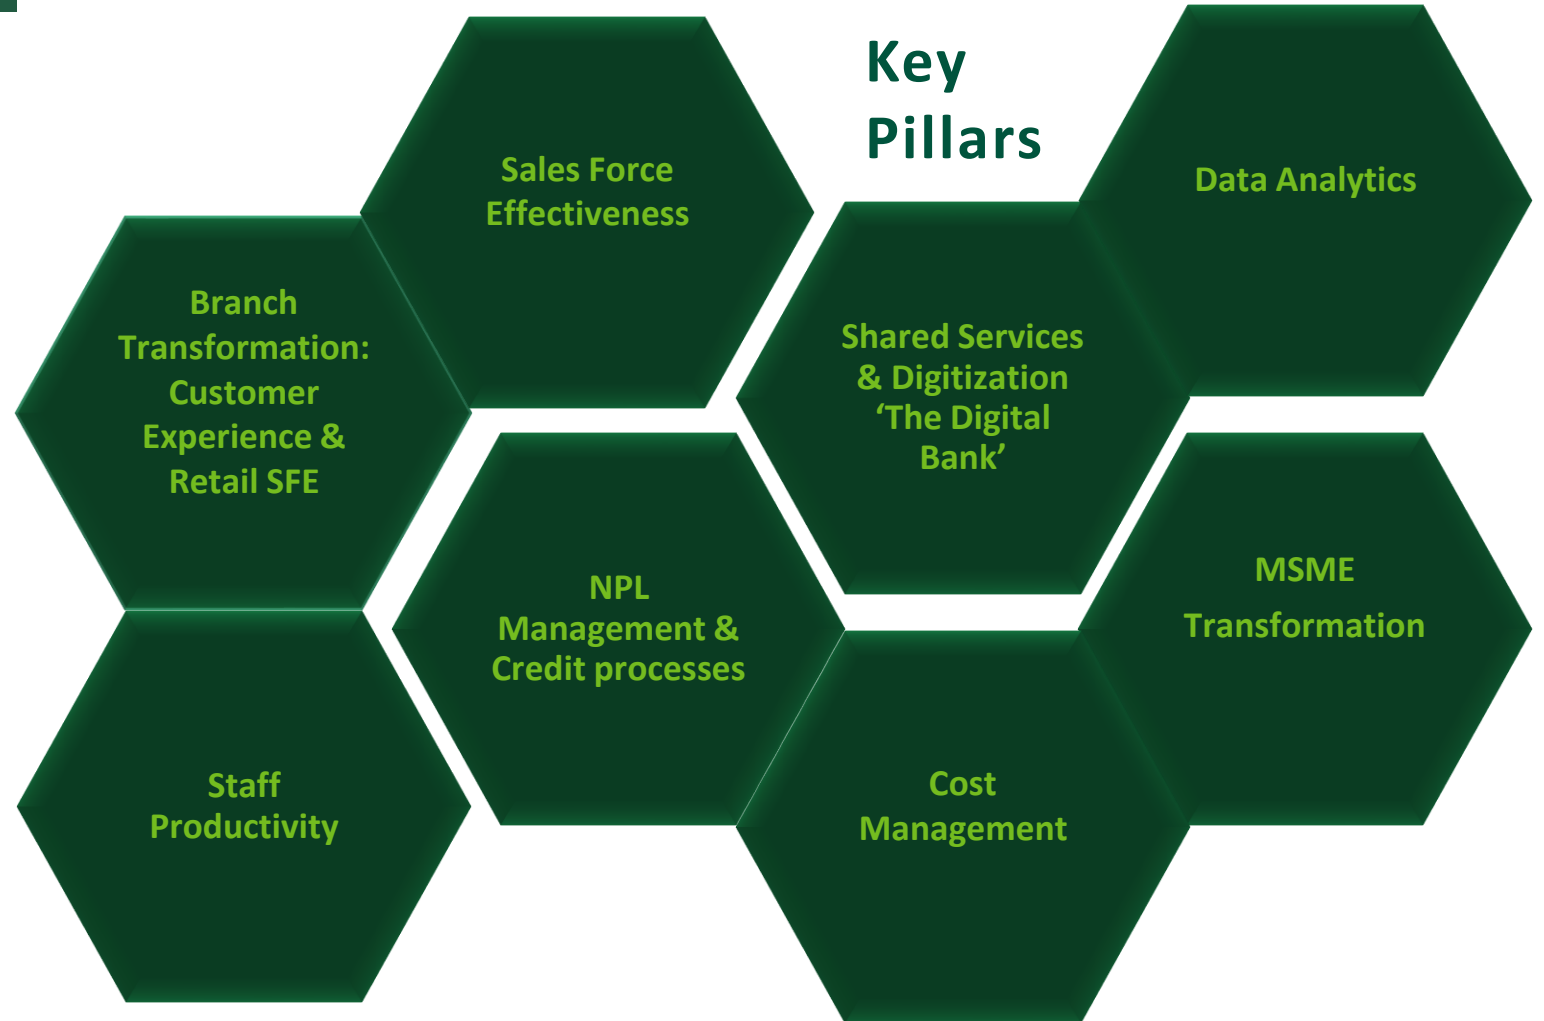 Key
Pillars
Sales Force
Effectiveness
Data Analytics
Branch
Transformation:
Customer
Experience &
Retail SFE
Shared Services
& Digitization
‘The Digital
Bank’
NPL
Management &
Credit processes
MSME
Transformation
Staff
Productivity
Cost
Management